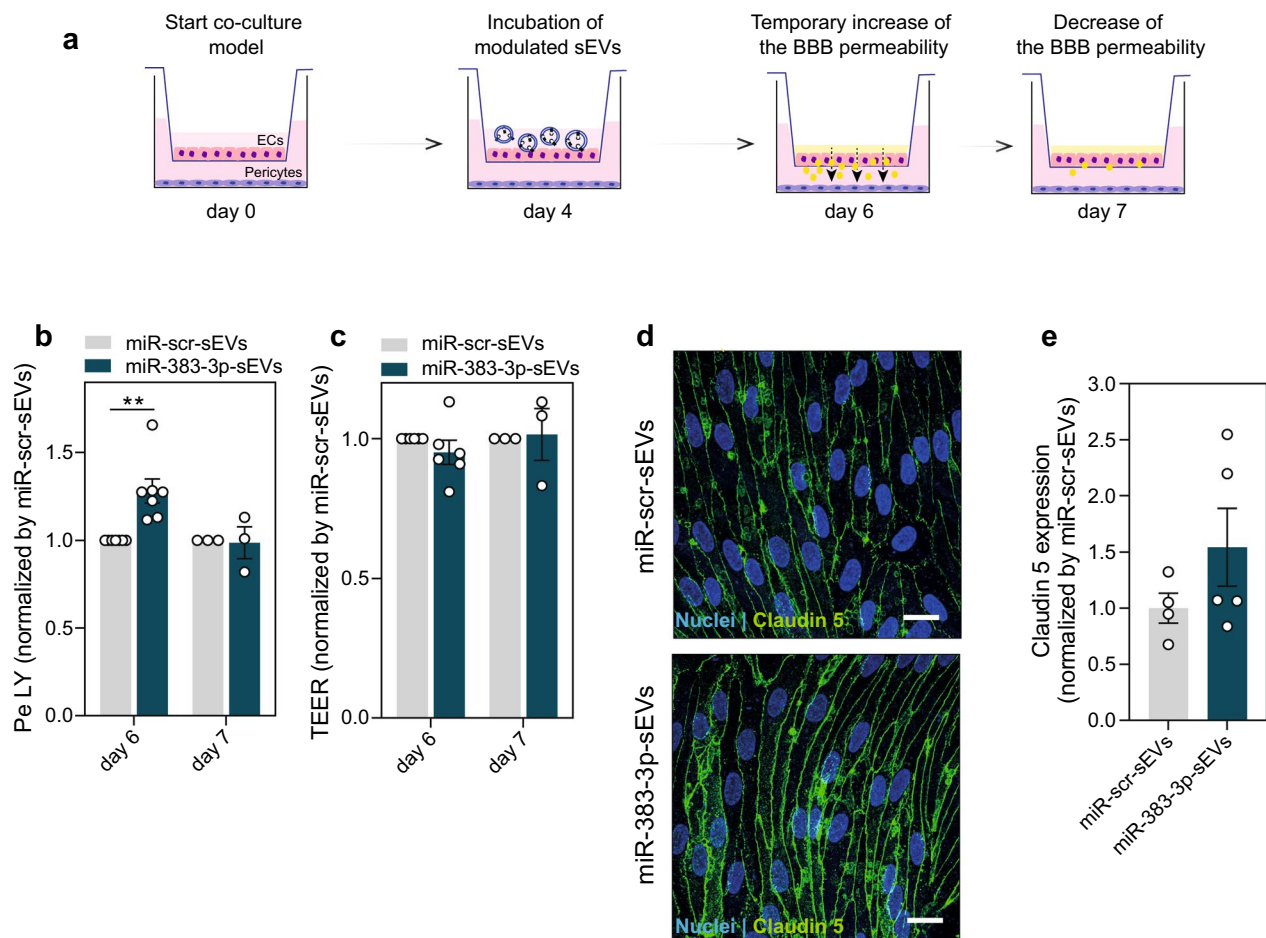 a
Start co-culture
model
Incubation of
modulated sEVs
Temporary increase of
the BBB permeability
Decrease of
the BBB permeability
ECs
Pericytes
day 0
day 4
day 6
day 7
b
miR-scr-sEVs
miR-383-3p-sEVs
Pe LY (normalized by miR-scr-sEVs)
**
1.5
1.0
0.5
0.0
day 6
day 7
c
miR-scr-sEVs
miR-383-3p-sEVs
TEER (normalized by miR-scr-sEVs)
1.0
0.5
0.0
day 6
day 7
d
miR-scr-sEVs
Nuclei | Claudin 5
miR-383-3p-sEVs
Nuclei | Claudin 5
e
Claudin 5 expression
(normalized by miR-scr-sEVs)
3.0
2.5
2.0
1.5
1.0
0.5
0.0
miR-scr-sEVs
miR-383-3p-sEVs